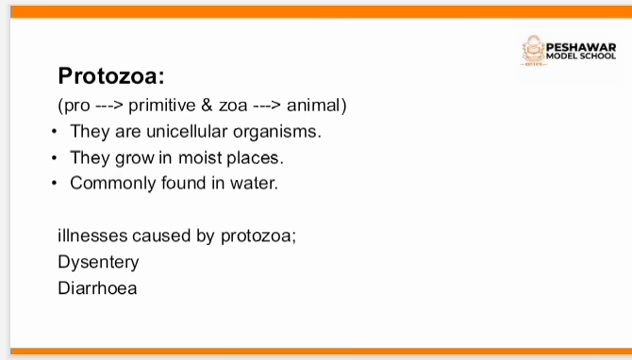 PESHAWAR
MODEL SCHOOL
Protozoa:
(pro ---> primitive & zoa ---> animal)
• They are unicellular organisms.
• They grow in moist places.
• Commonly found in water.
illnesses caused by protozoa;
Dysentery
Diarrhoea